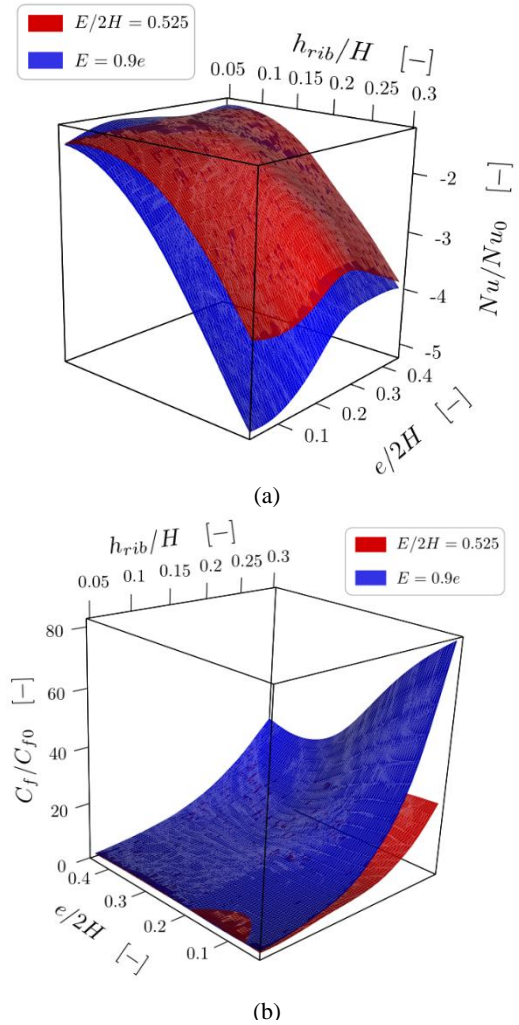 E/2H = 0.525
E = 0.9e
h_rib/H [−]
0.05 0.1 0.15 0.2 0.25 0.3
-2
-3
-4
-5
Nu/Nu_0 [−]
0.4
0.3
0.2
0.1
e/2H [−]
(a)
h_rib/H [−]
0.05 0.1 0.15 0.2 0.25 0.3
E/2H = 0.525
E = 0.9e
80
60
40
20
0
C_f/C_f0 [−]
0.4
0.3
0.2
0.1
e/2H [−]
(b)